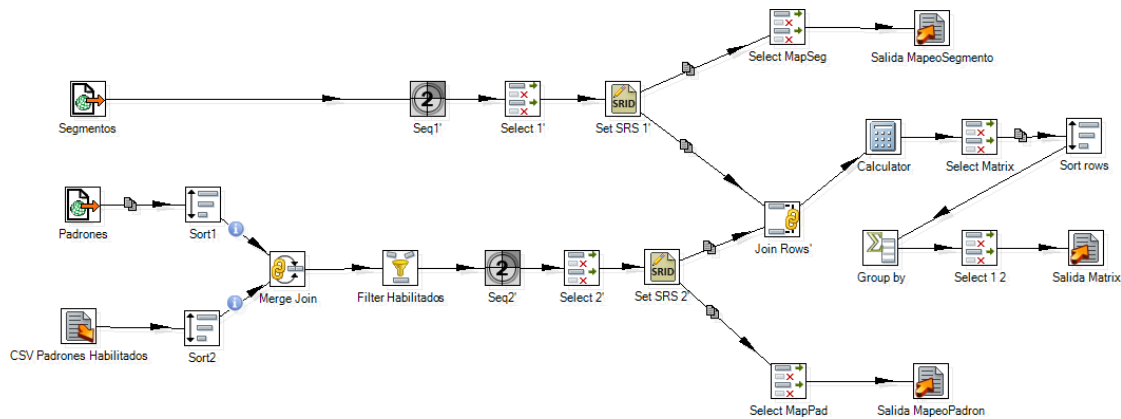 Select MapSeg
Salida MapeoSegmento
Segmentos
2
Seq1'
Select 1'
SRID
Set SRS 1'
Calculator
Select Matrix
Sort rows
Padrones
Sort1
i
Join Rows'
Merge Join
Filter Habilitados
2
Seq2'
Select 2'
SRID
Set SRS 2'
Σ
Group by
Select 1 2
Salida Matrix
i
CSV Padrones Habilitados
Sort2
Select MapPad
Salida MapeoPadron